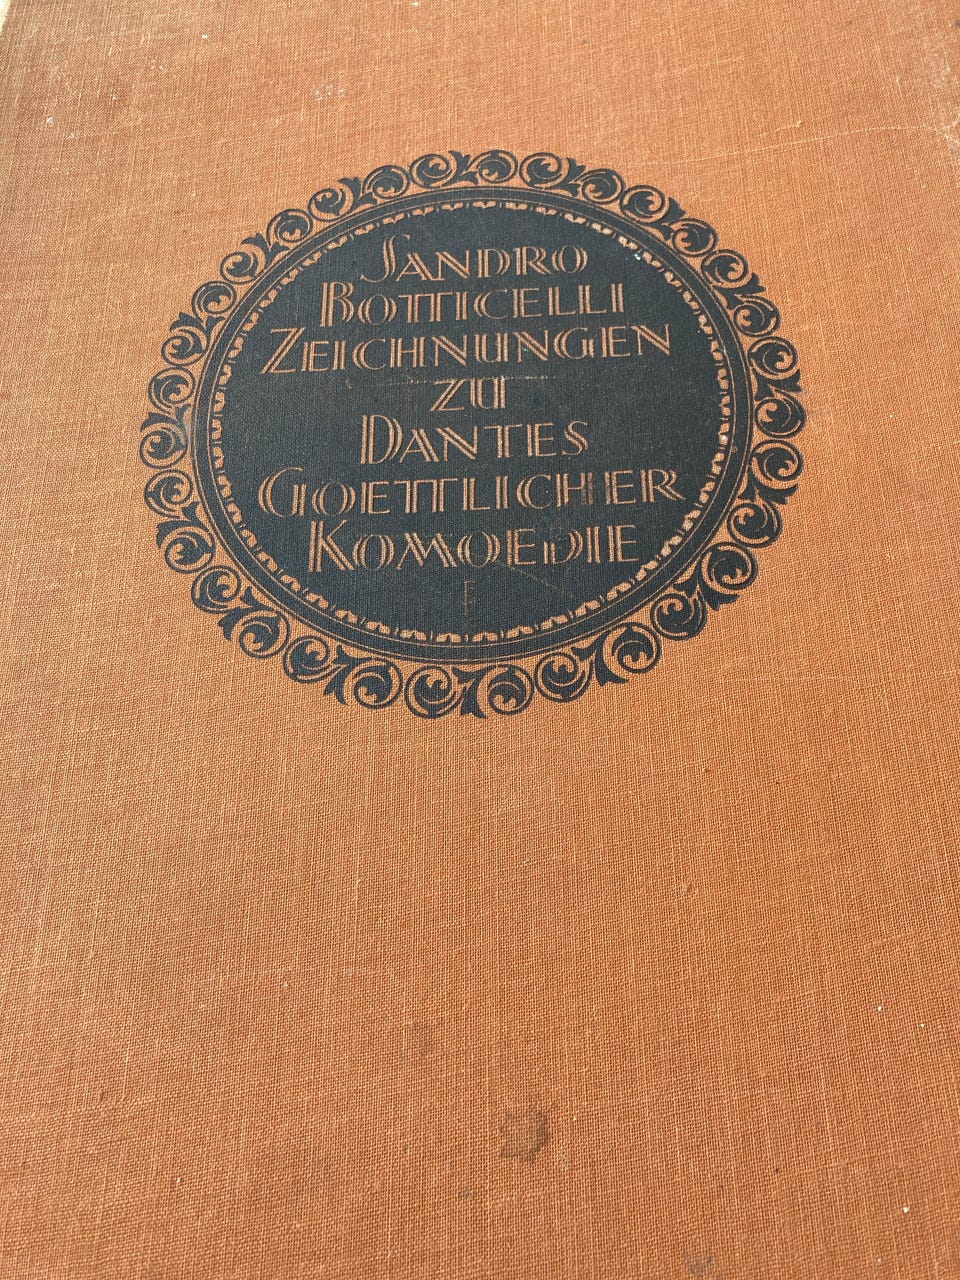 SANDRO
BOTTICELLI
ZEICHNUNGEN
ZU
DANTES
GOETTLICHER
KOMOEDIE
E